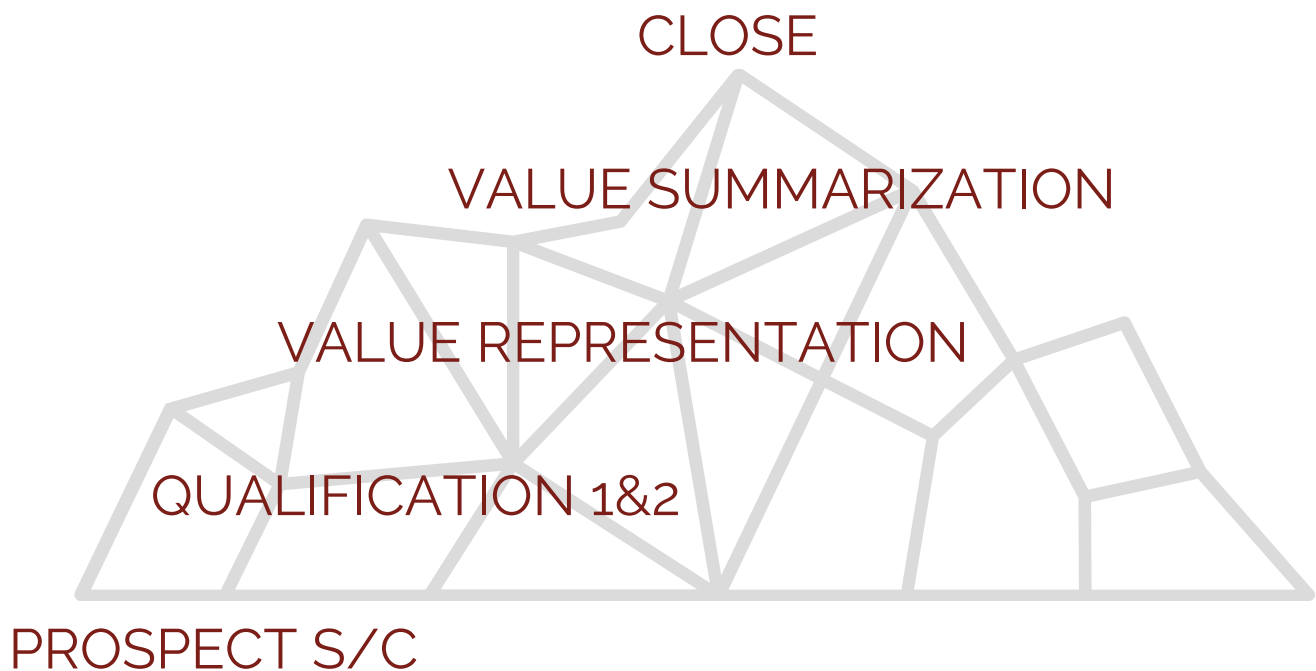 CLOSE
VALUE SUMMARIZATION
VALUE REPRESENTATION
QUALIFICATION 1&2
PROSPECT S/C